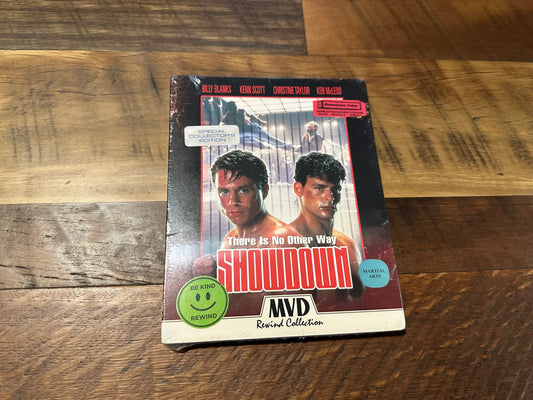 BILLY BLANKS KENN SCOTT CHRISTINE TAYLOR KEN McLEOD
SPECIAL
COLLECTOR'S
EDITION
There Is No Other Way
SHOWDOWN
MARTIAL
ARTS
BE KIND
REWIND
MVD
Rewind Collection